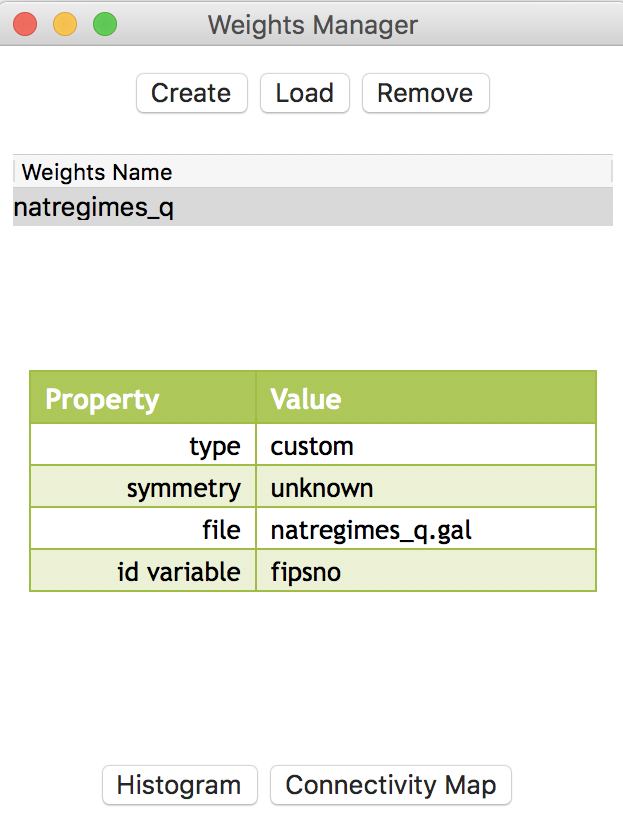 Weights Manager
Create Load Remove
Weights Name
natregimes_q
Property Value
type custom
symmetry unknown
file natregimes_q.gal
id variable fipsno
Histogram Connectivity Map